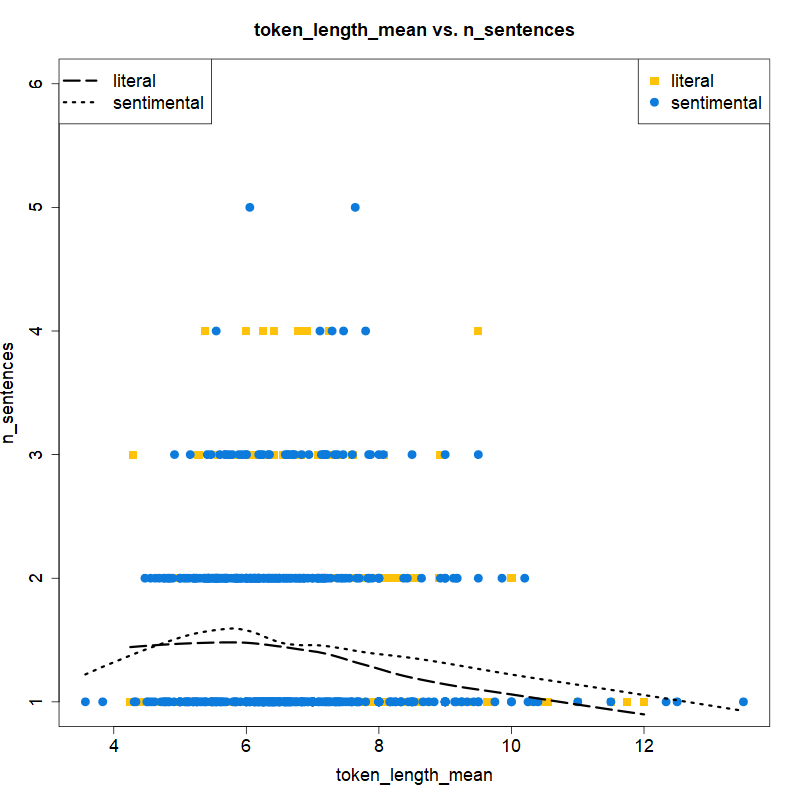 token_length_mean vs. n_sentences
literal
sentimental
literal
sentimental
n_sentences
6
5
4
3
2
1
4 6 8 10 12
token_length_mean